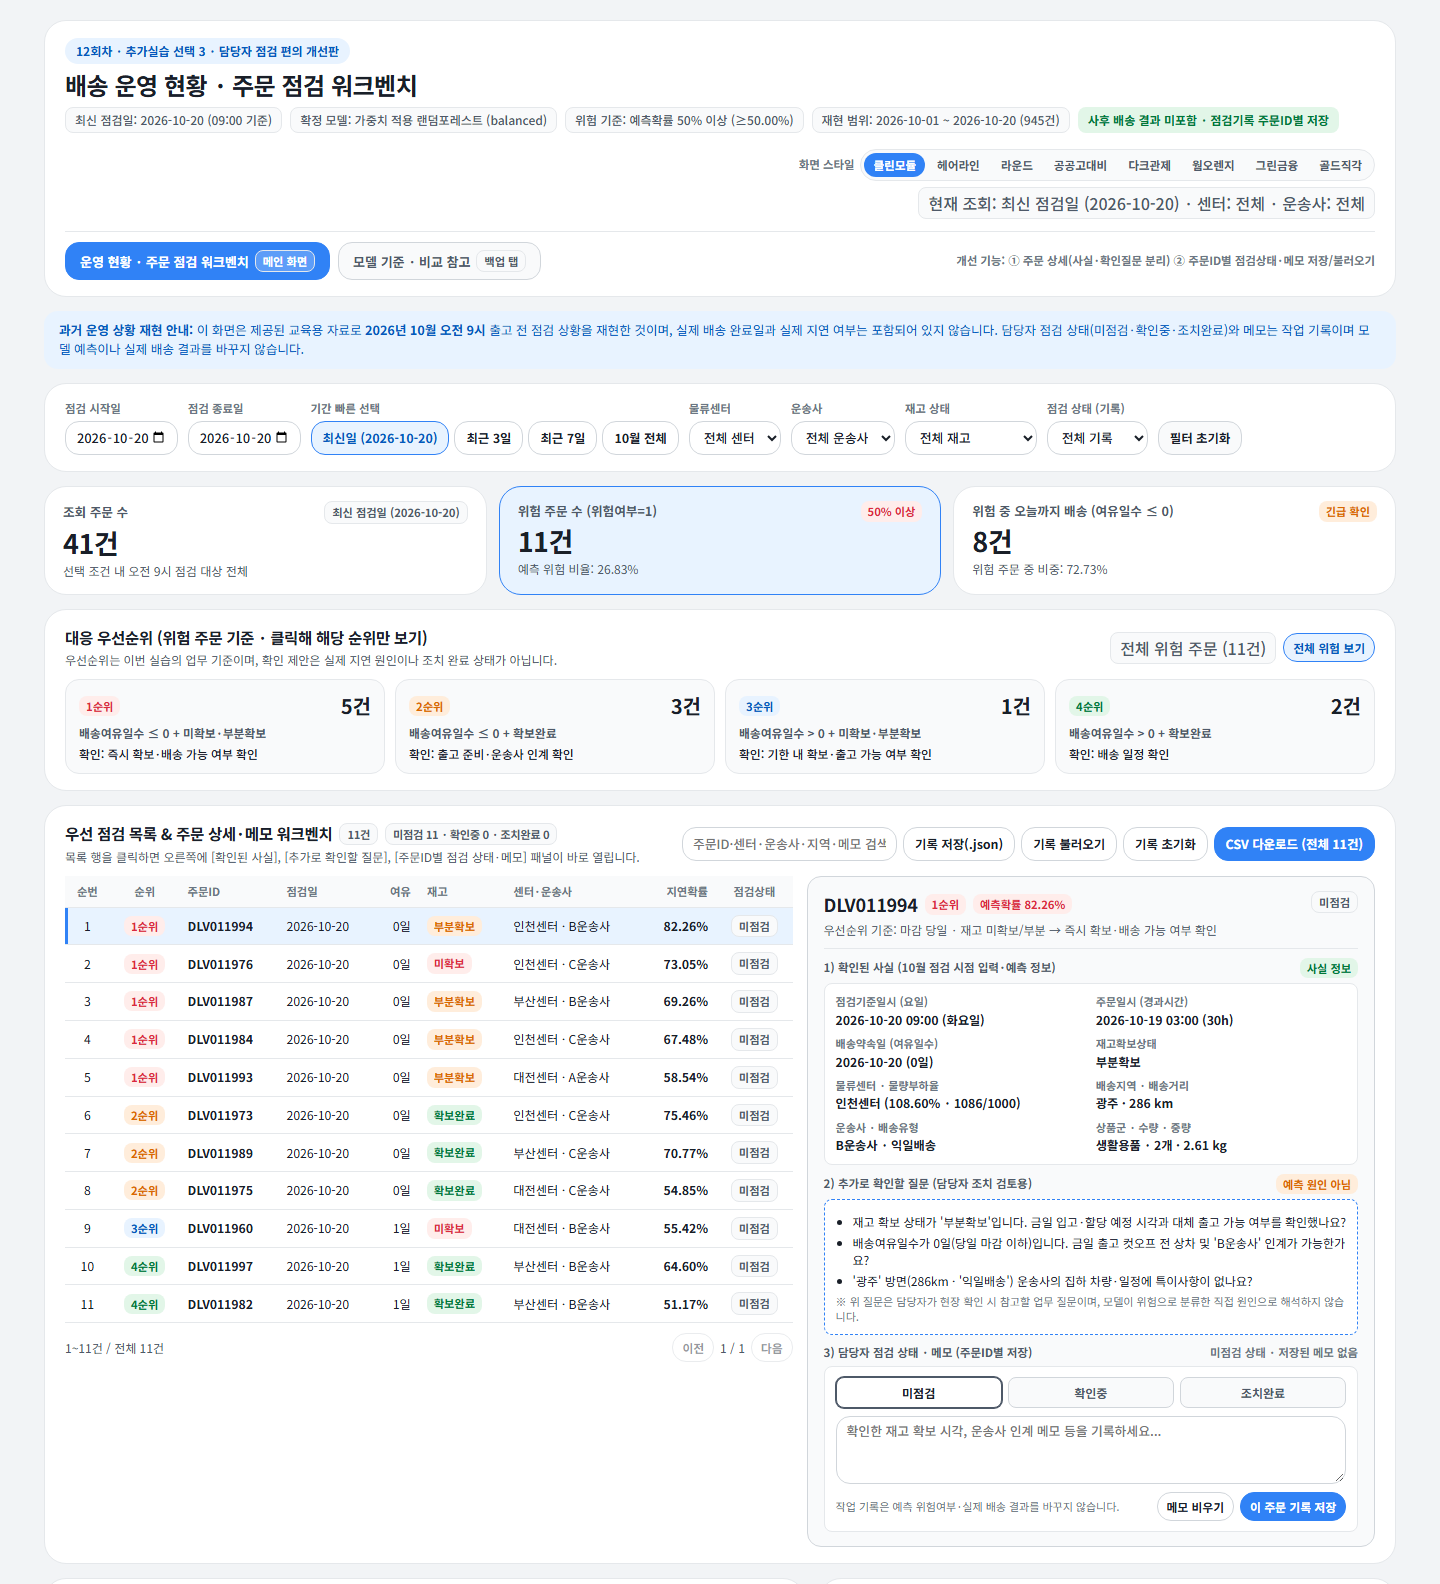 12회차 · 추가실습 선택 3 · 담당자 점검 편의 개선판
배송 운영 현황 · 주문 점검 워크벤치
최신 점검일: 2026-10-20 (09:00 기준) 확정 모델: 가중치 적용 랜덤포레스트 (balanced) 위험 기준: 예측확률 50% 이상 (≥50.00%) 재현 범위: 2026-10-01 ~ 2026-10-20 (945건) 사후 배송 결과 미포함 · 점검기록 주문ID별 저장
화면 스타일 클린모듈 헤어라인 라운드 공공고대비 다크관제 웜오렌지 그린금융 골드직각
현재 조회: 최신 점검일 (2026-10-20) · 센터: 전체 · 운송사: 전체
운영 현황 · 주문 점검 워크벤치 메인 화면 모델 기준 · 비교 참고 백업 탭 개선 기능: ① 주문 상세(사실·확인질문 분리) ② 주문ID별 점검상태·메모 저장/불러오기
과거 운영 상황 재현 안내: 이 화면은 제공된 교육용 자료로 2026년 10월 오전 9시 출고 전 점검 상황을 재현한 것이며, 실제 배송 완료일과 실제 지연 여부는 포함되어 있지 않습니다. 담당자 점검 상태(미점검·확인중·조치완료)와 메모는 작업 기록이며 모
델 예측이나 실제 배송 결과를 바꾸지 않습니다.
점검 시작일 점검 종료일 기간 빠른 선택 물류센터 운송사 재고 상태 점검 상태 (기록)
2026-10-20 2026-10-20 최신일 (2026-10-20) 최근 3일 최근 7일 10월 전체 전체 센터 전체 운송사 전체 재고 전체 기록 필터 초기화
조회 주문 수 최신 점검일 (2026-10-20)
41건
선택 조건 내 오전 9시 점검 대상 전체
위험 주문 수 (위험여부=1) 50% 이상
11건
예측 위험 비율: 26.83%
위험 중 오늘까지 배송 (여유일수 ≤ 0) 긴급 확인
8건
위험 주문 중 비중: 72.73%
대응 우선순위 (위험 주문 기준 · 클릭해 해당 순위만 보기)
우선순위는 이번 실습의 업무 기준이며, 확인 제안은 실제 지연 원인이나 조치 완료 상태가 아닙니다.
전체 위험 주문 (11건) 전체 위험 보기
1순위 5건
배송여유일수 ≤ 0 + 미확보·부분확보
확인: 즉시 확보·배송 가능 여부 확인
2순위 3건
배송여유일수 ≤ 0 + 확보완료
확인: 출고 준비·운송사 인계 확인
3순위 1건
배송여유일수 > 0 + 미확보·부분확보
확인: 기한 내 확보·출고 가능 여부 확인
4순위 2건
배송여유일수 > 0 + 확보완료
확인: 배송 일정 확인
우선 점검 목록 & 주문 상세·메모 워크벤치 11건 미점검 11 · 확인중 0 · 조치완료 0
목록 행을 클릭하면 오른쪽에 [확인된 사실], [추가로 확인할 질문], [주문ID별 점검 상태·메모] 패널이 바로 열립니다.
주문ID·센터·운송사·지역·메모 검색 기록 저장(.json) 기록 불러오기 기록 초기화 CSV 다운로드 (전체 11건)
순번 순위 주문ID 점검일 여유 재고 센터·운송사 지연확률 점검상태
1 1순위 DLV011994 2026-10-20 0일 부분확보 인천센터 · B운송사 82.26% 미점검
2 1순위 DLV011976 2026-10-20 0일 미확보 인천센터 · C운송사 73.05% 미점검
3 1순위 DLV011987 2026-10-20 0일 부분확보 부산센터 · B운송사 69.26% 미점검
4 1순위 DLV011984 2026-10-20 0일 부분확보 인천센터 · C운송사 67.48% 미점검
5 1순위 DLV011993 2026-10-20 0일 부분확보 대전센터 · A운송사 58.54% 미점검
6 2순위 DLV011973 2026-10-20 0일 확보완료 인천센터 · C운송사 75.46% 미점검
7 2순위 DLV011989 2026-10-20 0일 확보완료 부산센터 · C운송사 70.77% 미점검
8 2순위 DLV011975 2026-10-20 0일 확보완료 대전센터 · C운송사 54.85% 미점검
9 3순위 DLV011960 2026-10-20 1일 미확보 대전센터 · B운송사 55.42% 미점검
10 4순위 DLV011997 2026-10-20 1일 확보완료 부산센터 · B운송사 64.60% 미점검
11 4순위 DLV011982 2026-10-20 1일 확보완료 부산센터 · B운송사 51.17% 미점검
1~11건 / 전체 11건 이전 1 / 1 다음
DLV011994 1순위 예측확률 82.26% 미점검
우선순위 기준: 마감 당일 · 재고 미확보/부분 → 즉시 확보·배송 가능 여부 확인
1) 확인된 사실 (10월 점검 시점 입력·예측 정보) 사실 정보
점검기준일시 (요일) 주문일시 (경과시간)
2026-10-20 09:00 (화요일) 2026-10-19 03:00 (30h)
배송약속일 (여유일수) 재고확보상태
2026-10-20 (0일) 부분확보
물류센터 · 물량부하율 배송지역 · 배송거리
인천센터 (108.60% · 1086/1000) 광주 · 286 km
운송사 · 배송유형 상품군 · 수량 · 중량
B운송사 · 익일배송 생활용품 · 2개 · 2.61 kg
2) 추가로 확인할 질문 (담당자 조치 검토용) 예측 원인 아님
• 재고 확보 상태가 '부분확보'입니다. 금일 입고·할당 예정 시각과 대체 출고 가능 여부를 확인했나요?
• 배송여유일수가 0일(당일 마감 이하)입니다. 금일 출고 컷오프 전 상차 및 'B운송사' 인계가 가능한가
요?
• '광주' 방면(286km · '익일배송') 운송사의 집하 차량·일정에 특이사항이 없나요?
※ 위 질문은 담당자가 현장 확인 시 참고할 업무 질문이며, 모델이 위험으로 분류한 직접 원인으로 해석하지 않습
니다.
3) 담당자 점검 상태 · 메모 (주문ID별 저장) 미점검 상태 · 저장된 메모 없음
미점검 확인중 조치완료
확인한 재고 확보 시각, 운송사 인계 메모 등을 기록하세요...
작업 기록은 예측 위험여부·실제 배송 결과를 바꾸지 않습니다. 메모 비우기 이 주문 기록 저장